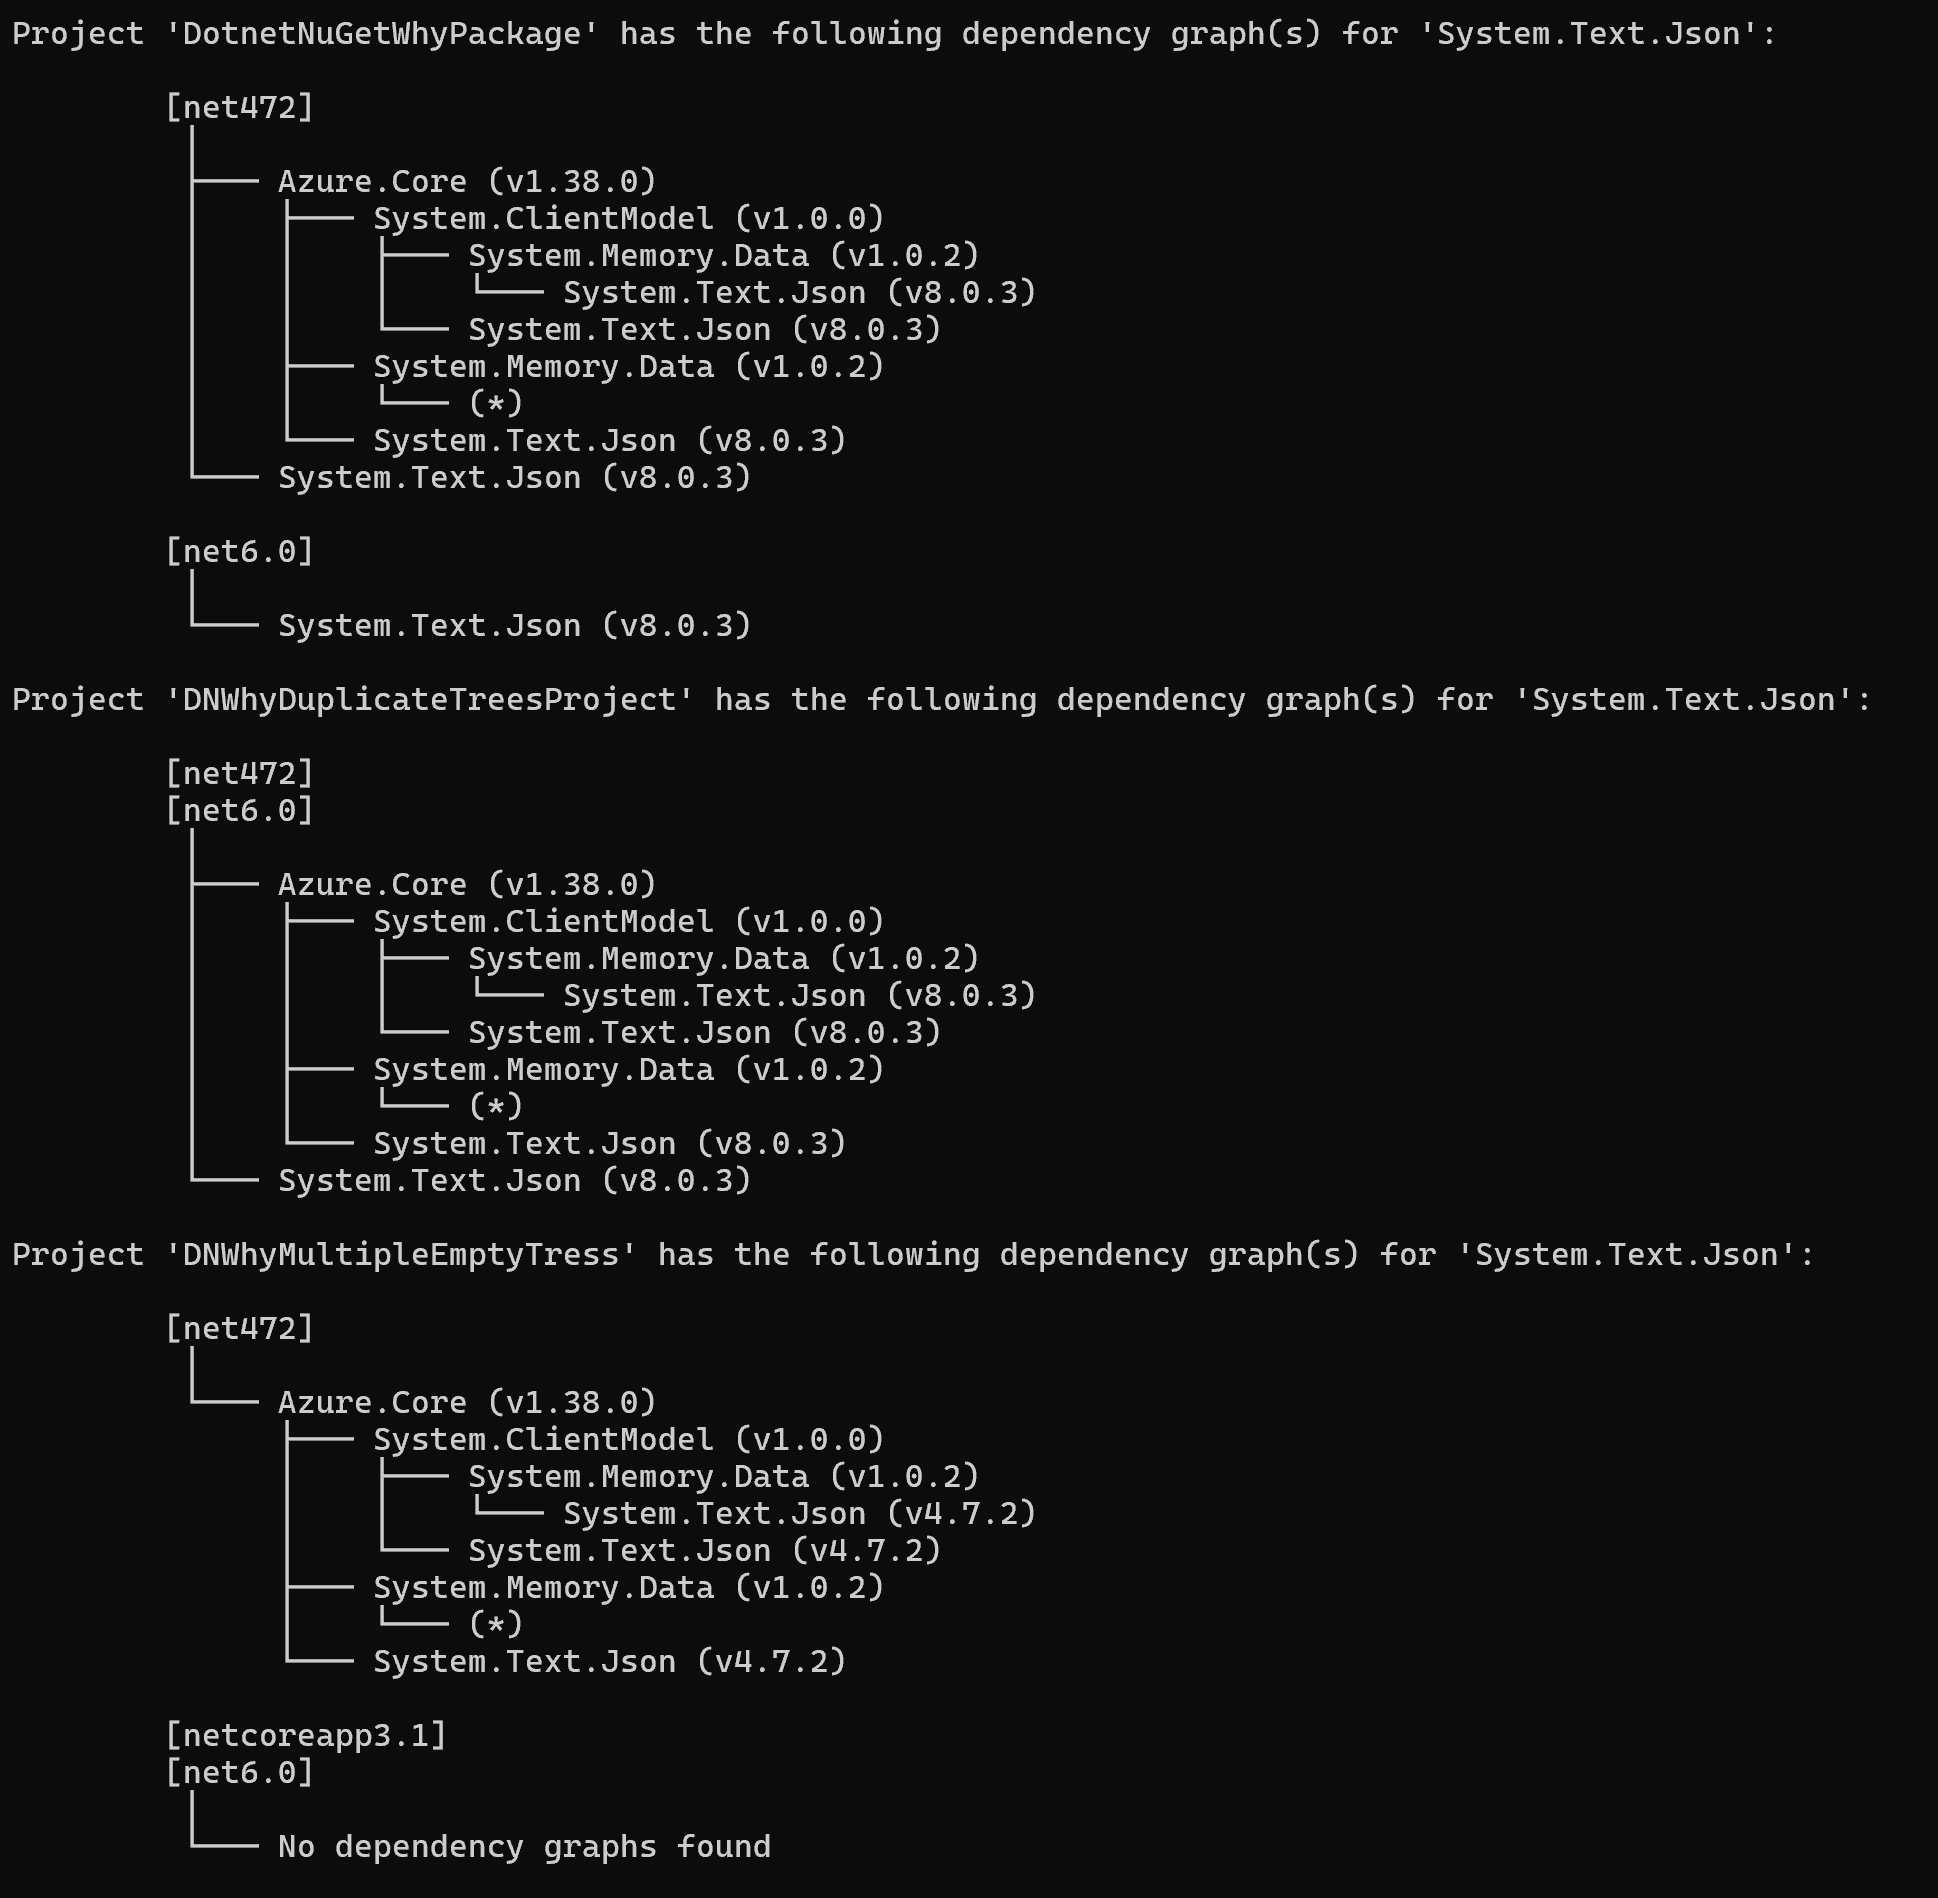 Project 'DotnetNuGetWhyPackage' has the following dependency graph(s) for 'System.Text.Json':
[net472]
Azure.Core (v1.38.0)
System.ClientModel (v1.0.0)
System.Memory.Data (v1.0.2)
System.Text.Json (v8.0.3)
System.Text.Json (v8.0.3)
System.Memory.Data (v1.0.2)
(*)
System.Text.Json (v8.0.3)
System.Text.Json (v8.0.3)
[net6.0]
System.Text.Json (v8.0.3)
Project 'DNWhyDuplicateTreesProject' has the following dependency graph(s) for 'System.Text.Json':
[net472]
[net6.0]
Azure.Core (v1.38.0)
System.ClientModel (v1.0.0)
System.Memory.Data (v1.0.2)
System.Text.Json (v8.0.3)
System.Text.Json (v8.0.3)
System.Memory.Data (v1.0.2)
(*)
System.Text.Json (v8.0.3)
System.Text.Json (v8.0.3)
Project 'DNWhyMultipleEmptyTress' has the following dependency graph(s) for 'System.Text.Json':
[net472]
Azure.Core (v1.38.0)
System.ClientModel (v1.0.0)
System.Memory.Data (v1.0.2)
System.Text.Json (v4.7.2)
System.Text.Json (v4.7.2)
System.Memory.Data (v1.0.2)
(*)
System.Text.Json (v4.7.2)
[netcoreapp3.1]
[net6.0]
No dependency graphs found